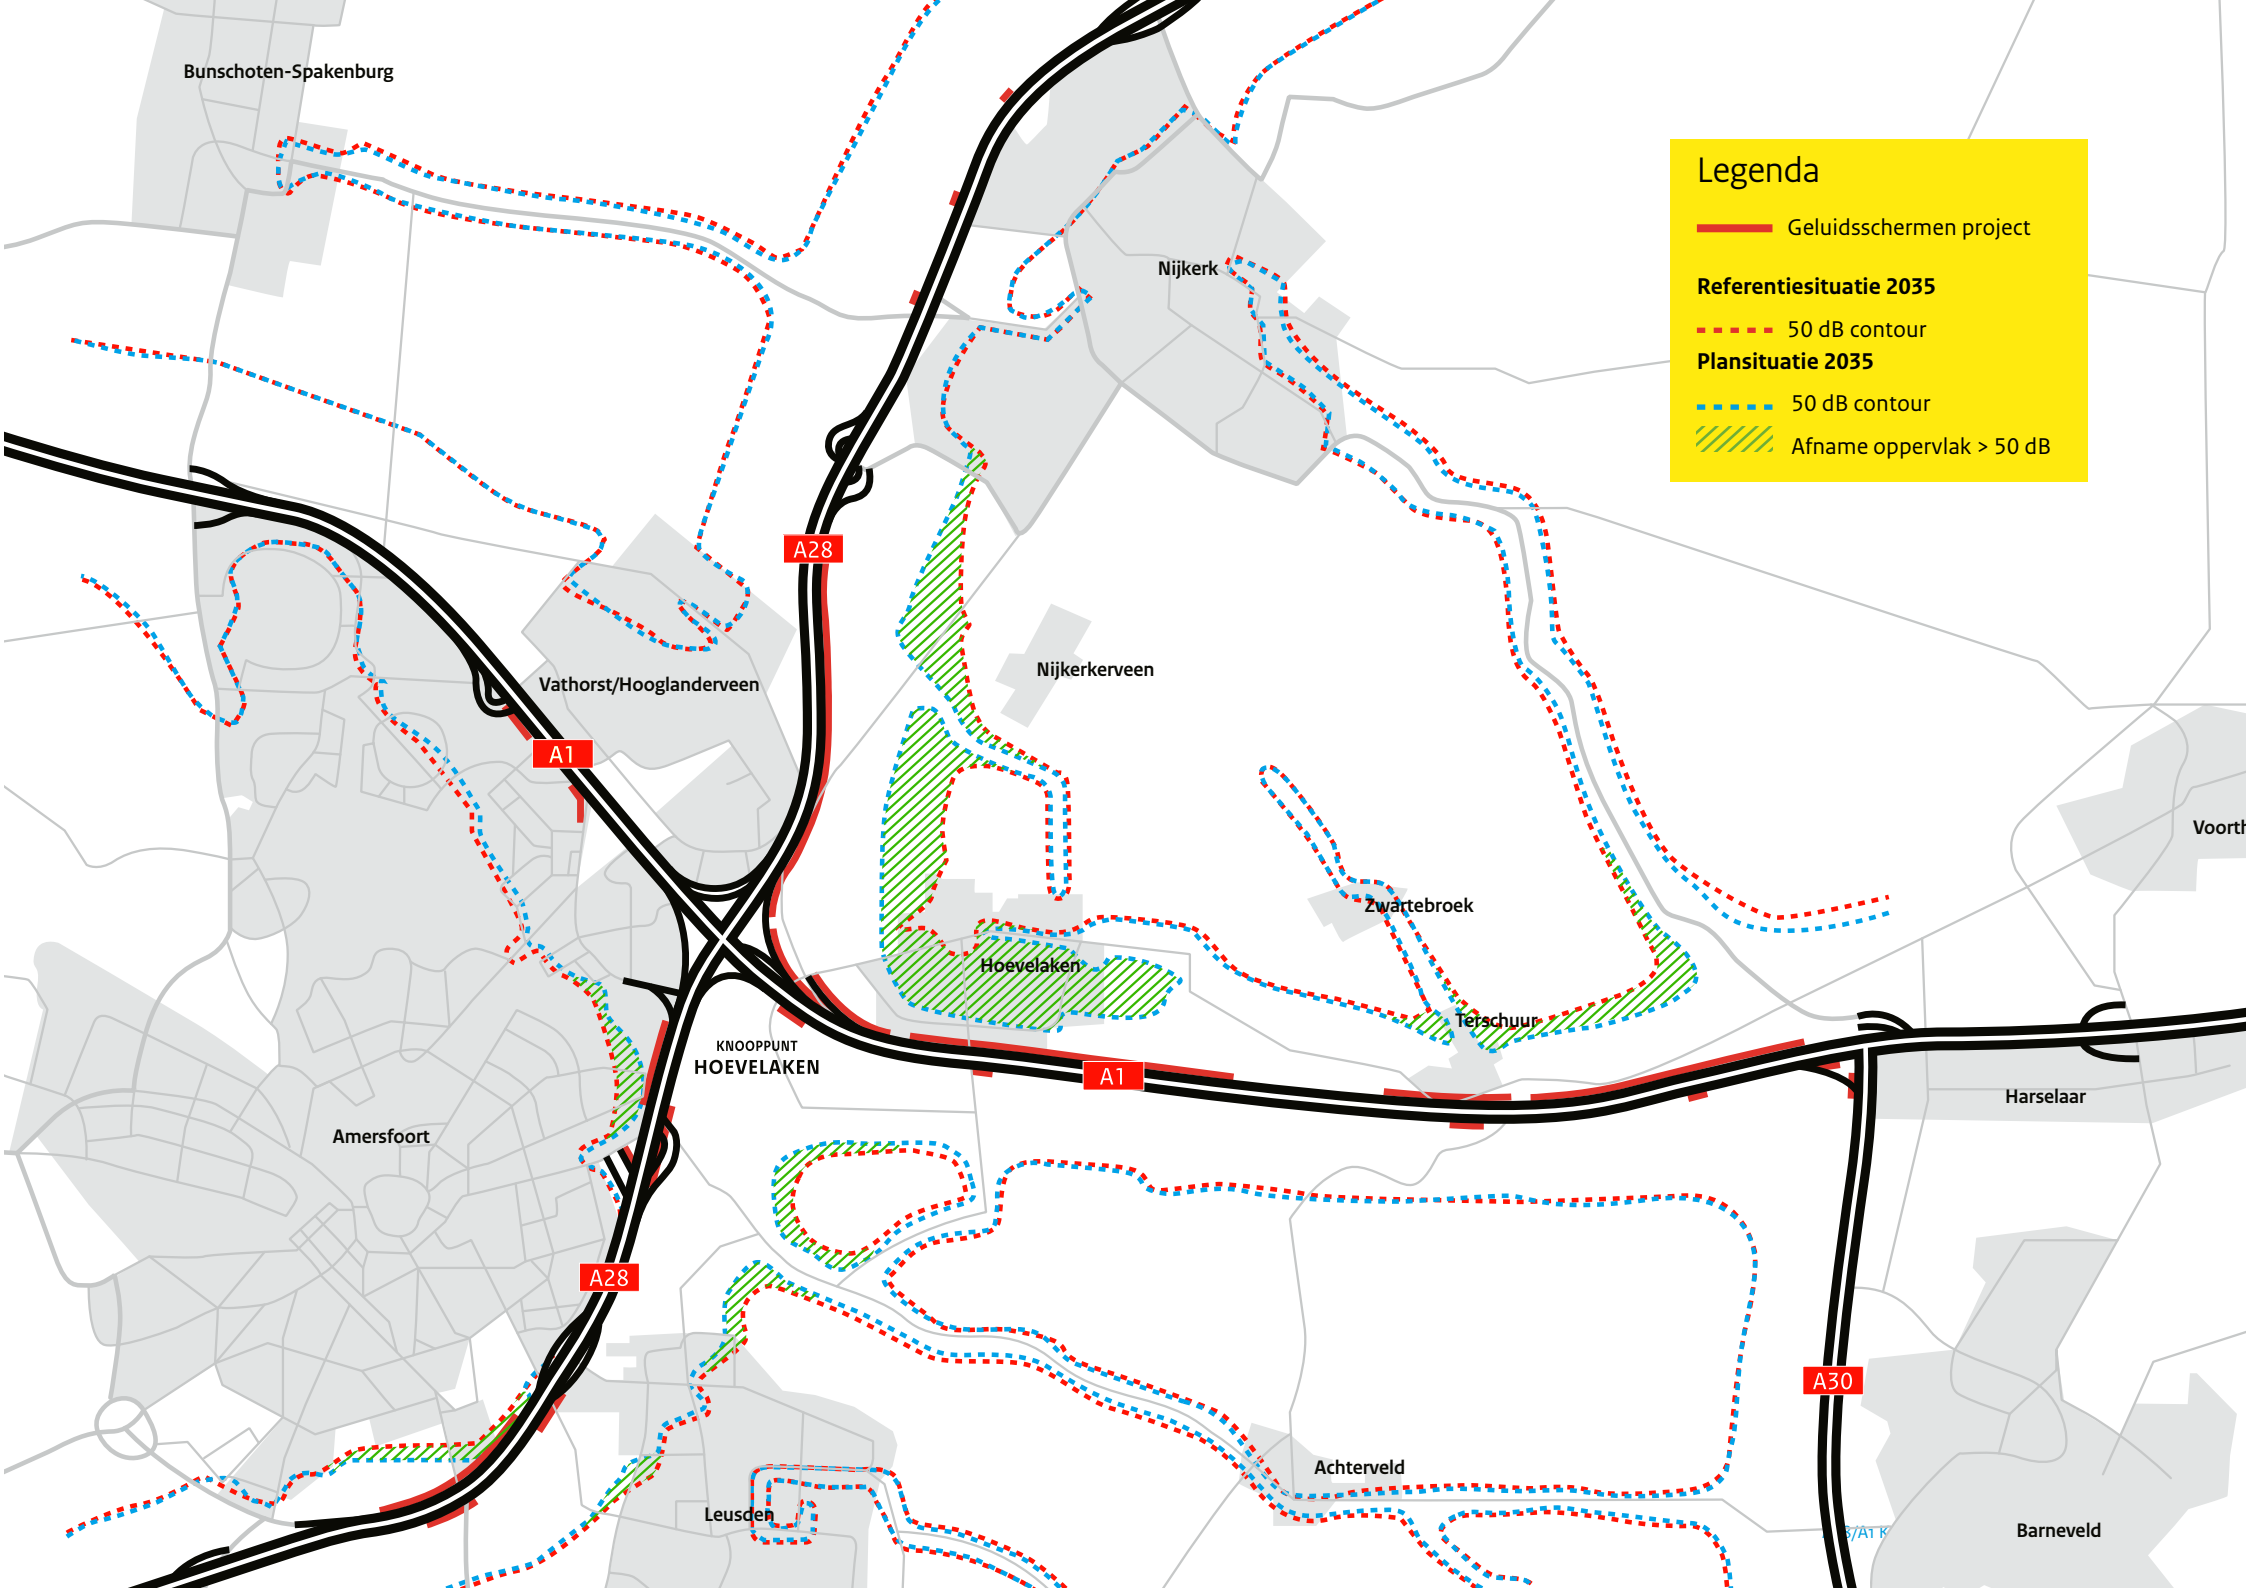 Bunschoten-Spakenburg
Legenda
Geluidsschermen project
Nijkerk
Referentiesituatie 2035
50 dB contour
Plansituatie 2035
50 dB contour
Afname oppervlak > 50 dB
A28
Nijkerkerveen
Vathorst/Hooglanderveen
A1
Voorth
Zwartebroek
Hoevelaken
Terschuur
KNOOPPUNT
HOEVELAKEN
A1
Harselaar
Amersfoort
A28
A30
Achterveld
Leusden
Barneveld